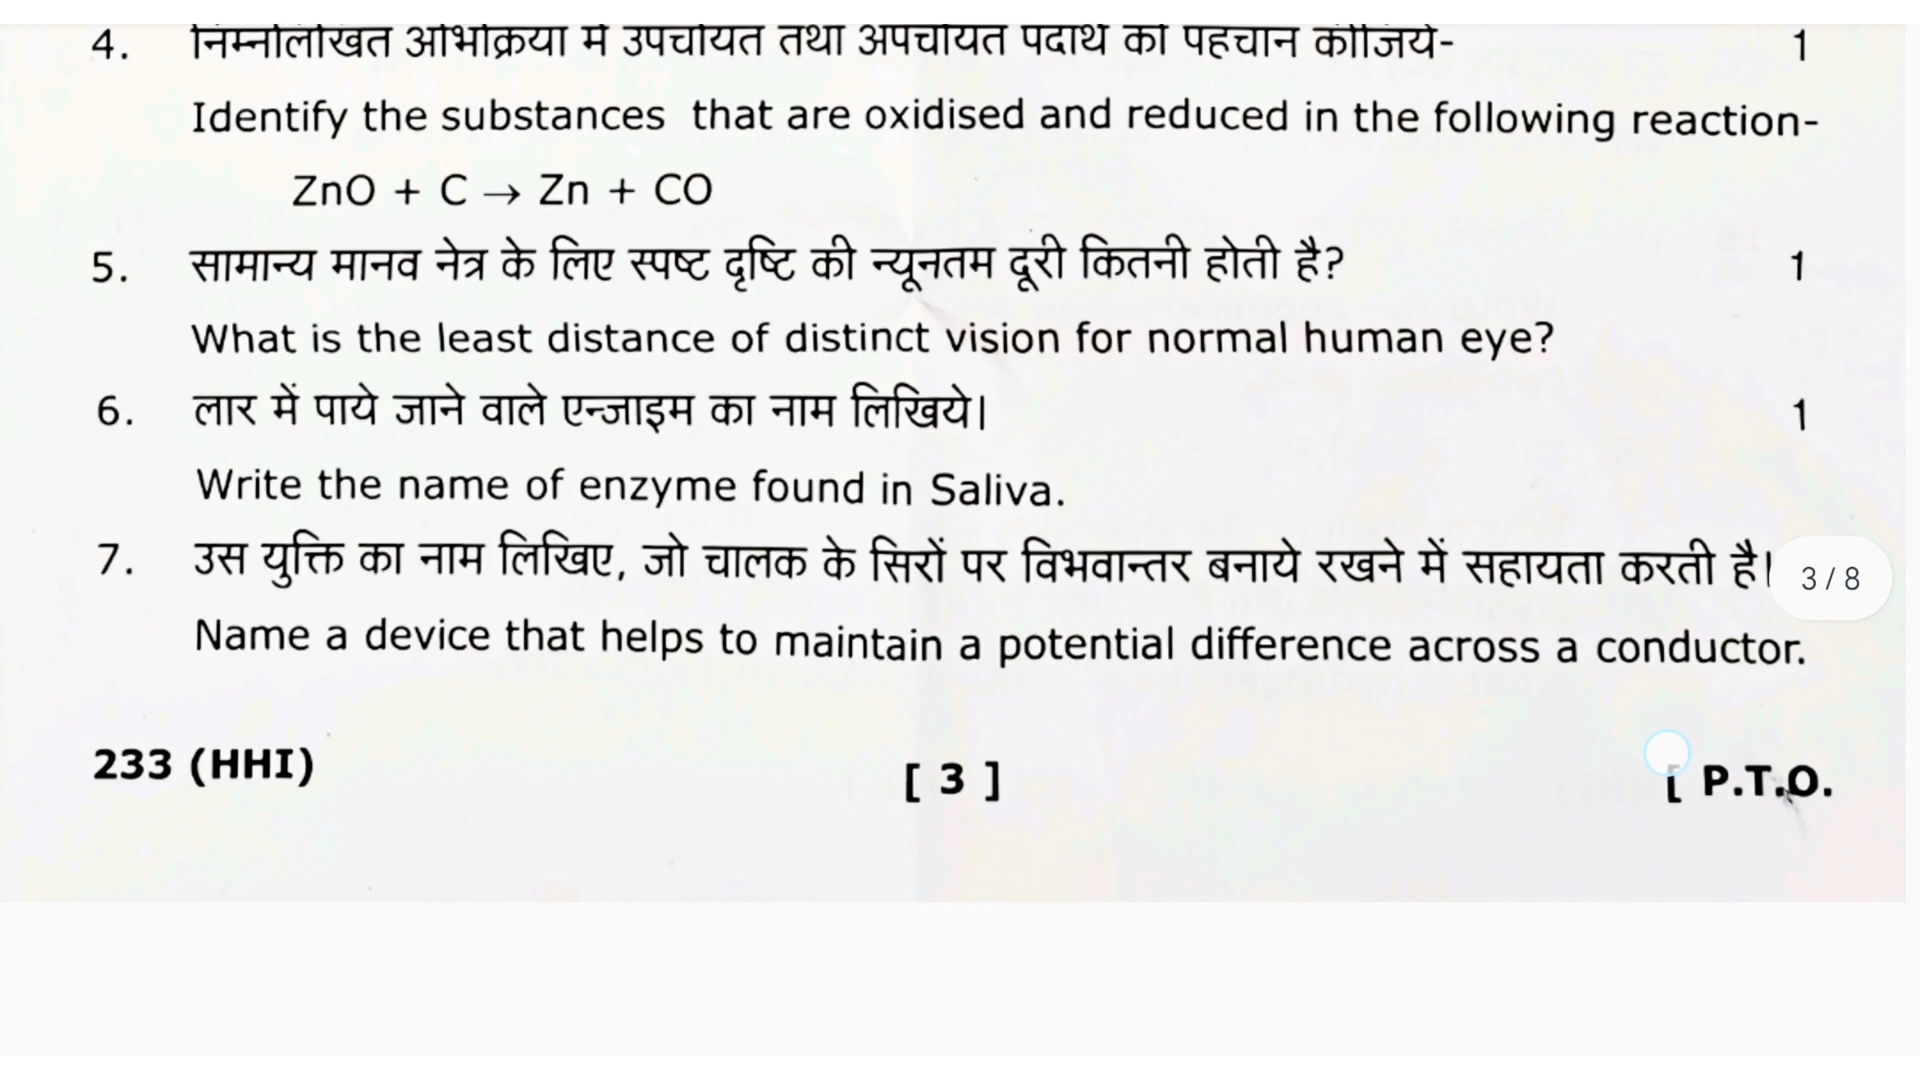 4. निम्नलिखित अभिक्रिया में उपचयित तथा अपचयित पदार्थ की पहचान कीजिये- 1
Identify the substances that are oxidised and reduced in the following reaction-
ZnO + C → Zn + CO
5. सामान्य मानव नेत्र के लिए स्पष्ट दृष्टि की न्यूनतम दूरी कितनी होती है? 1
What is the least distance of distinct vision for normal human eye?
6. लार में पाये जाने वाले एन्जाइम का नाम लिखिये। 1
Write the name of enzyme found in Saliva.
7. उस युक्ति का नाम लिखिए, जो चालक के सिरों पर विभवान्तर बनाये रखने में सहायता करती है।
3 / 8
Name a device that helps to maintain a potential difference across a conductor.
233 (HHI) [ 3 ] [ P.T.O.